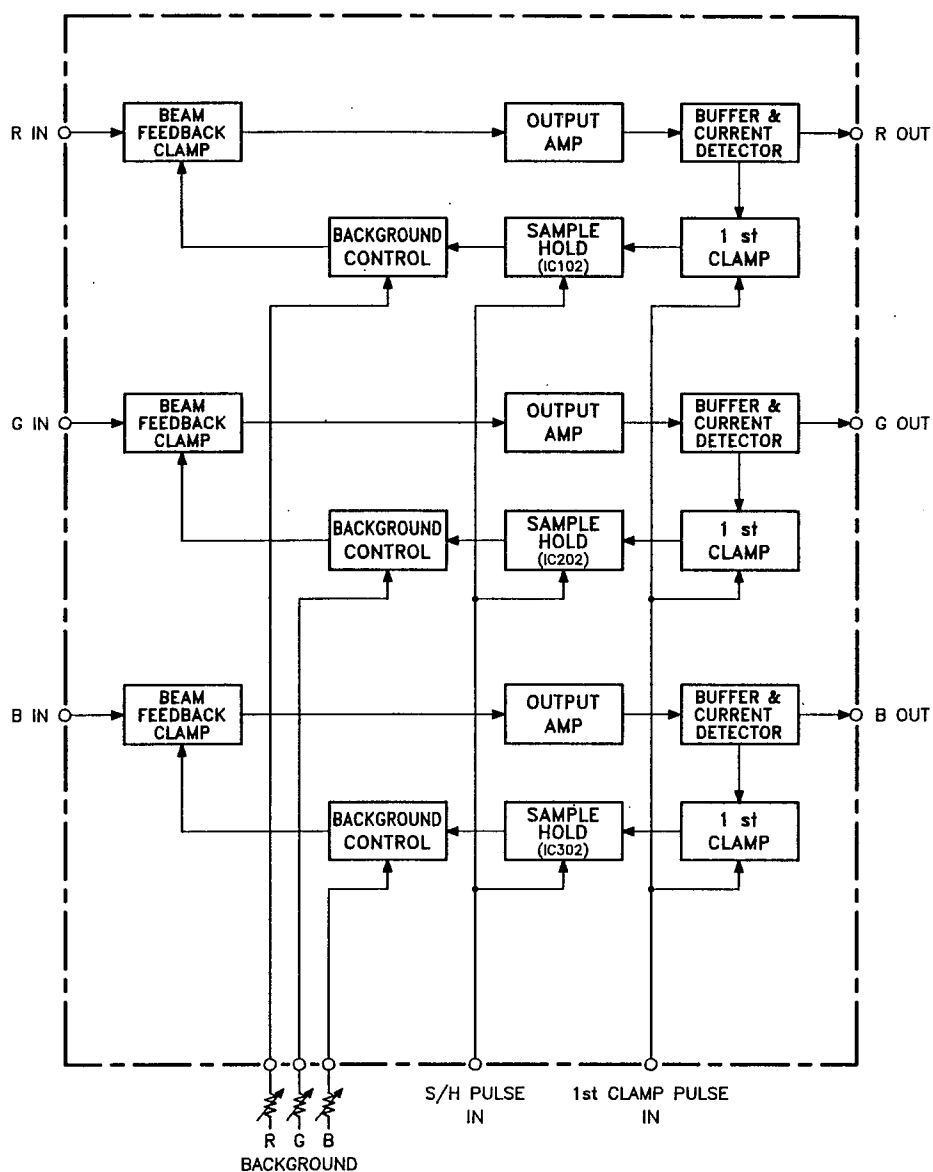 BEAM
FEEDBACK
CLAMP
OUTPUT
AMP
BUFFER &
CURRENT
DETECTOR
R IN
R OUT
BACKGROUND
CONTROL
SAMPLE
HOLD
(IC102)
1 st
CLAMP
BEAM
FEEDBACK
CLAMP
OUTPUT
AMP
BUFFER &
CURRENT
DETECTOR
G IN
G OUT
BACKGROUND
CONTROL
SAMPLE
HOLD
(IC202)
1 st
CLAMP
BEAM
FEEDBACK
CLAMP
OUTPUT
AMP
BUFFER &
CURRENT
DETECTOR
B IN
B OUT
BACKGROUND
CONTROL
SAMPLE
HOLD
(IC302)
1 st
CLAMP
S/H PULSE
IN
1st CLAMP PULSE
IN
R G B
BACKGROUND